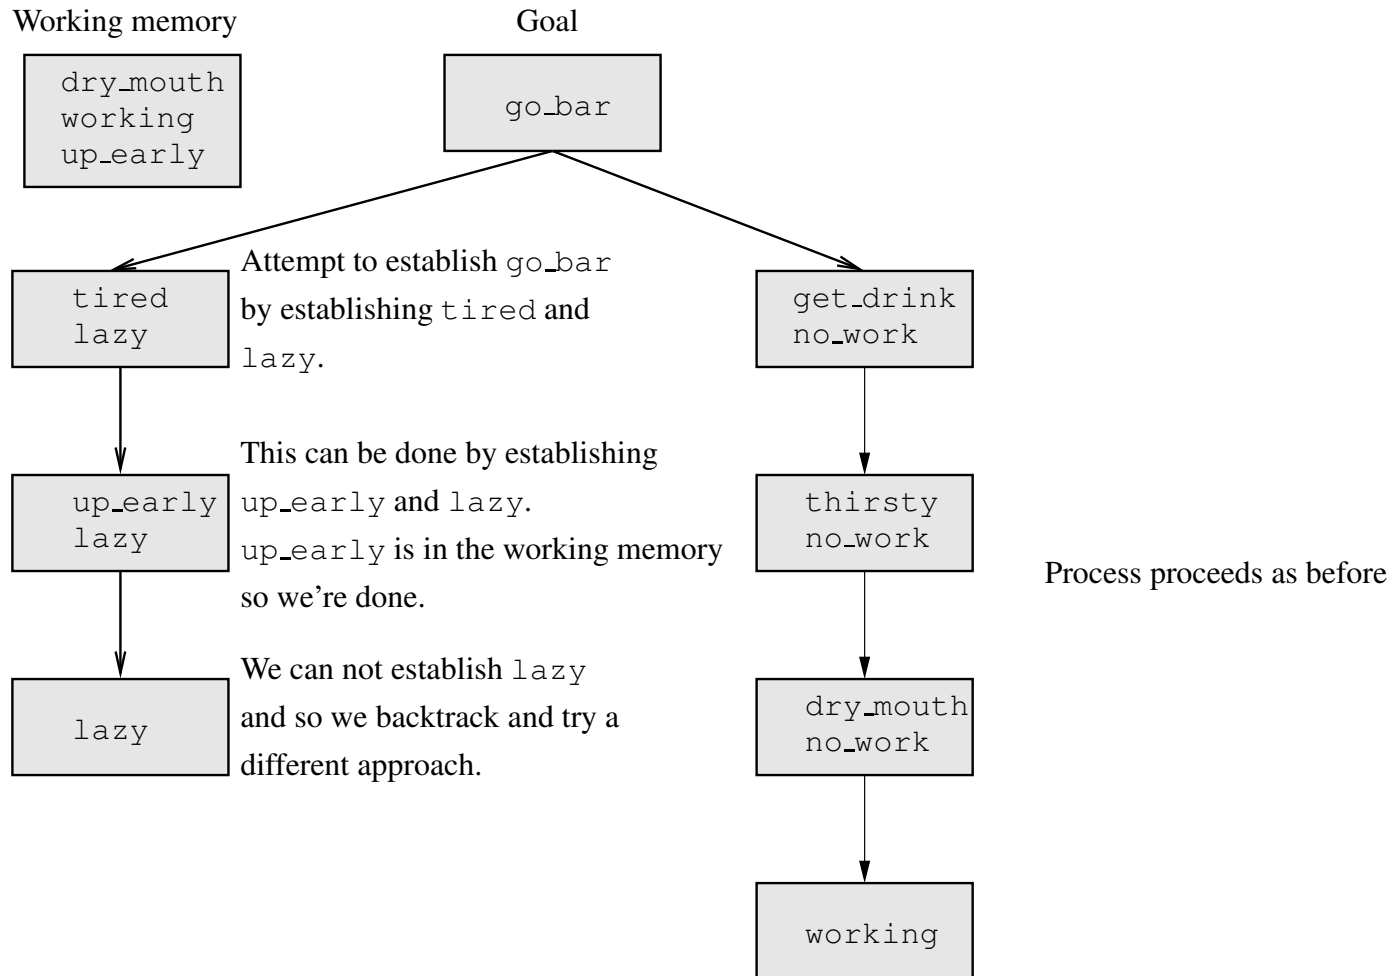 Working memory
Goal
dry_mouth
working
up_early
go_bar
tired
lazy
Attempt to establish go_bar
by establishing tired and
lazy.
get_drink
no_work
up_early
lazy
This can be done by establishing
up_early and lazy.
up_early is in the working memory
so we're done.
thirsty
no_work
Process proceeds as before
lazy
We can not establish lazy
and so we backtrack and try a
different approach.
dry_mouth
no_work
working